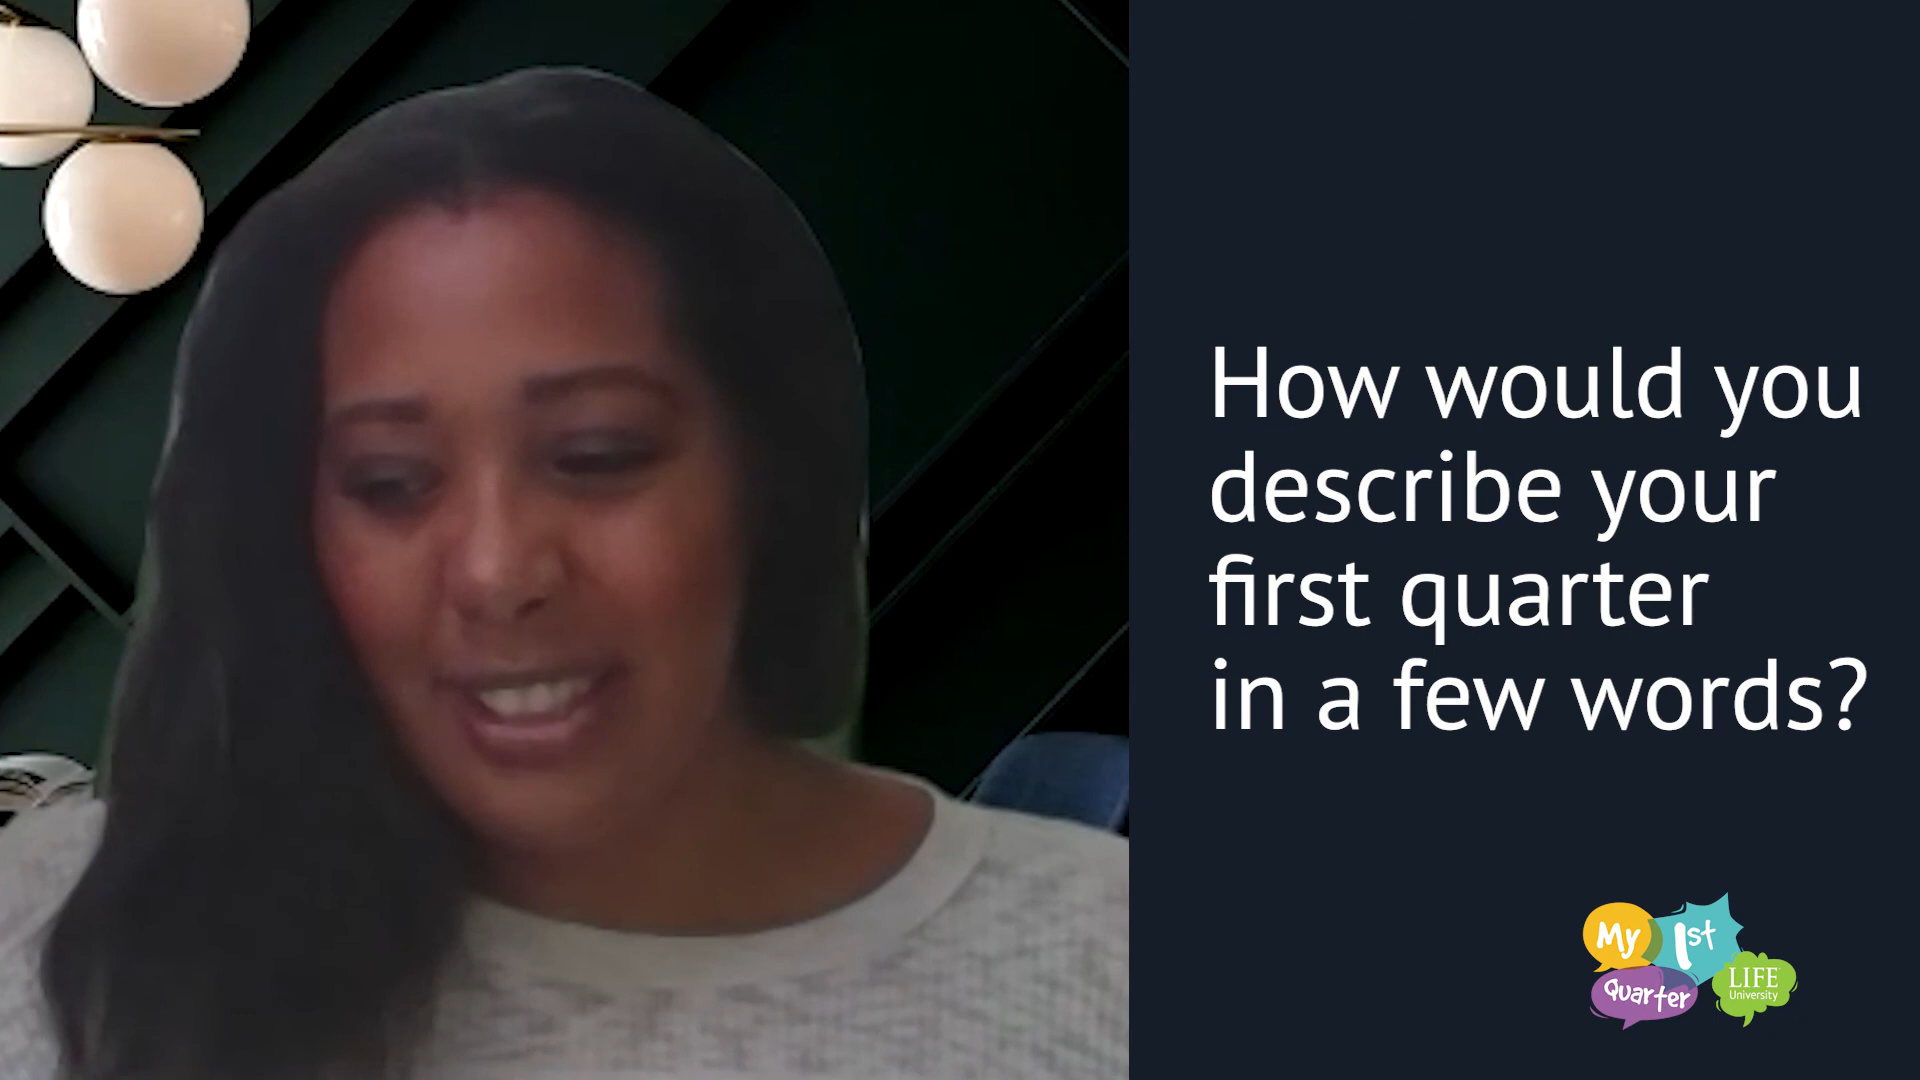 How would you
describe your
first quarter
in a few words?
My 1st
Quarter
LIFE
University